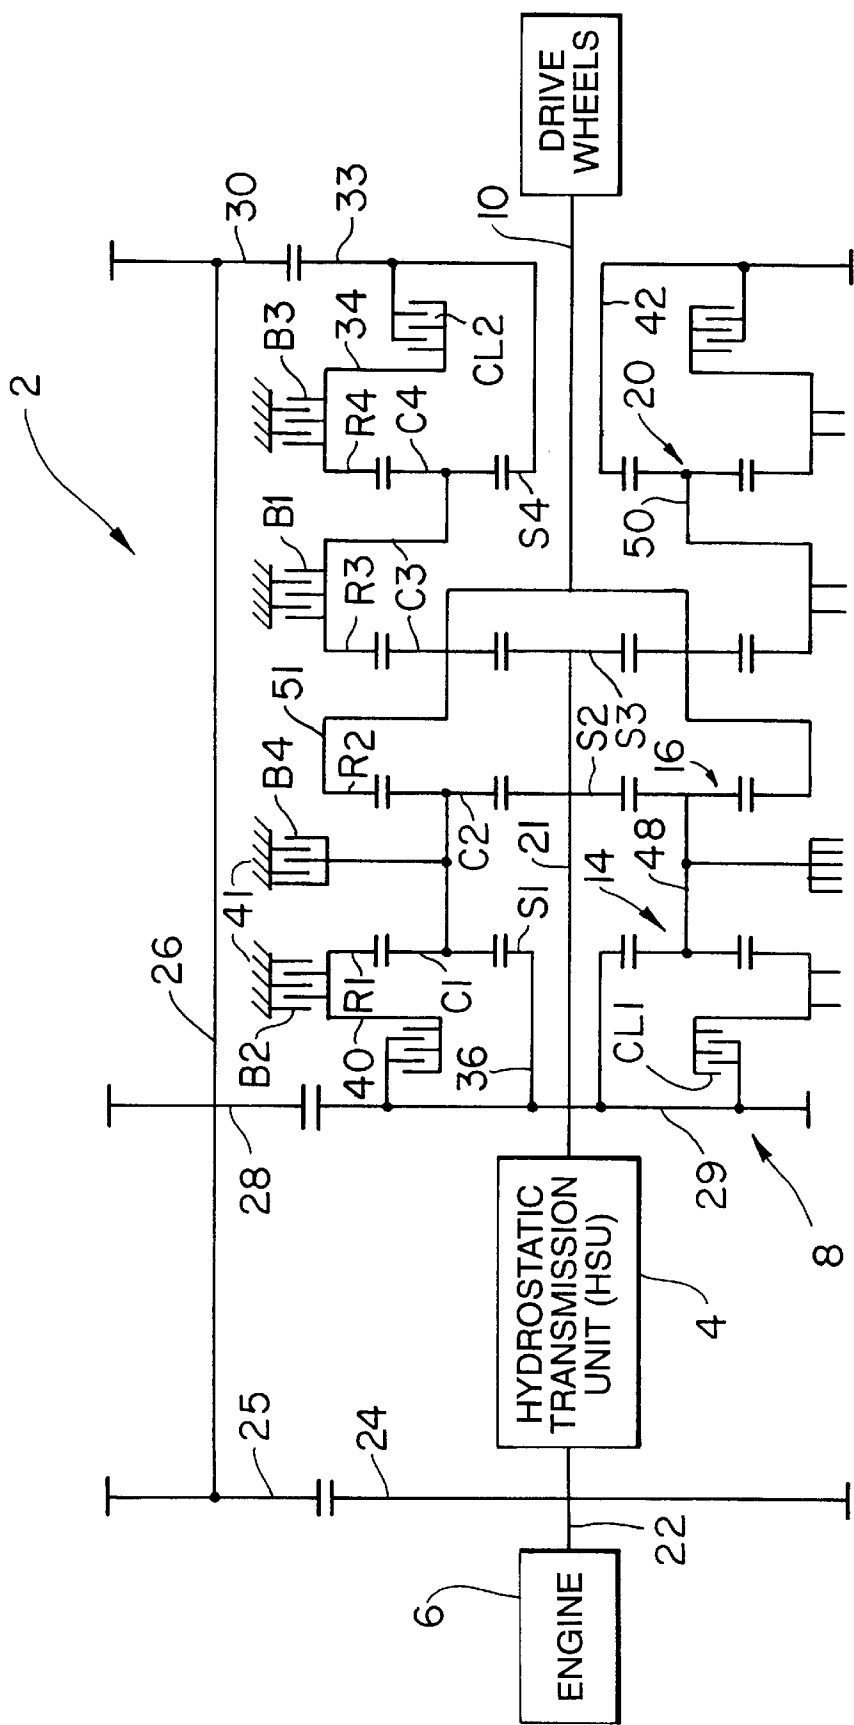 2
26
30
33
B2
41
B4
B1
B3
34
R1
R2
51
R3
R4
40
C1
C2
C3
C4
CL2
28
25
24
36
S1
21
S2
S3
S4
10
6
ENGINE
22
HYDROSTATIC
TRANSMISSION
UNIT (HSU)
4
DRIVE
WHEELS
CL1
14
48
16
50
20
42
29
8